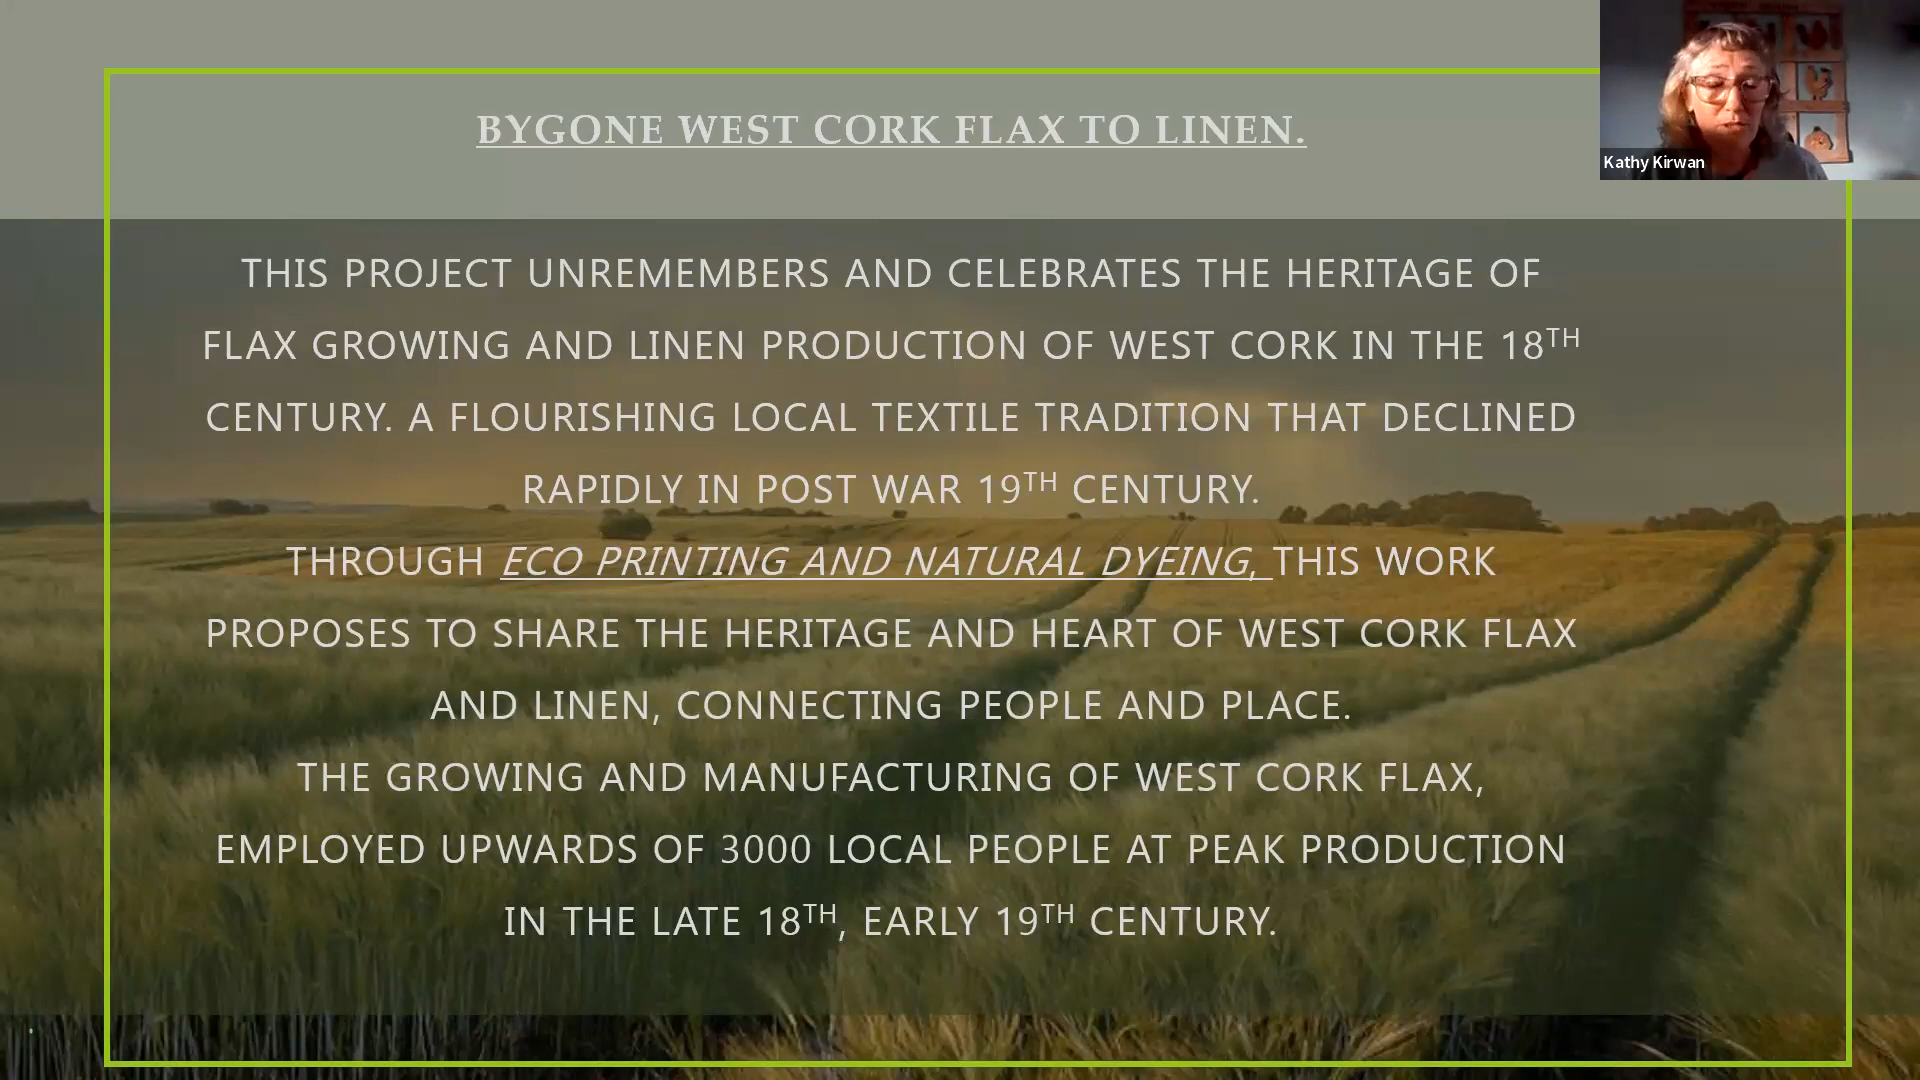 BYGONE WEST CORK FLAX TO LINEN.
Kathy Kirwan
THIS PROJECT UNREMEMBERS AND CELEBRATES THE HERITAGE OF
FLAX GROWING AND LINEN PRODUCTION OF WEST CORK IN THE 18TH
CENTURY. A FLOURISHING LOCAL TEXTILE TRADITION THAT DECLINED
RAPIDLY IN POST WAR 19TH CENTURY.
THROUGH ECO PRINTING AND NATURAL DYEING, THIS WORK
PROPOSES TO SHARE THE HERITAGE AND HEART OF WEST CORK FLAX
AND LINEN, CONNECTING PEOPLE AND PLACE.
THE GROWING AND MANUFACTURING OF WEST CORK FLAX,
EMPLOYED UPWARDS OF 3000 LOCAL PEOPLE AT PEAK PRODUCTION
IN THE LATE 18TH, EARLY 19TH CENTURY.